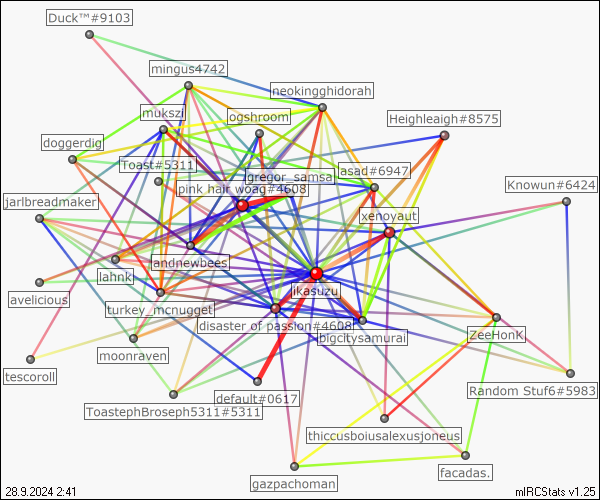 Duck™#9103
mingus4742
neokingghidorah
mukszi
ogshroom
Heighleaigh#8575
doggerdig
Toast#5311
gregor_samsa
asad#6947
pink hair_woag#4608
Knowun#6424
jarlbreadmaker
xenoyaut
andnewbees
lahnk
ikasuzu
avelicious
turkey_mcnugget
disaster of passion#4608
bigcitysamurai
ZeeHonK
moonraven
tescoroll
Random Stuf6#5983
default#0617
ToastephBroseph5311#5311
thiccusboiusalexusjoneus
facadas.
gazpachoman
28.9.2024 2:41
mIRCStats v1.25